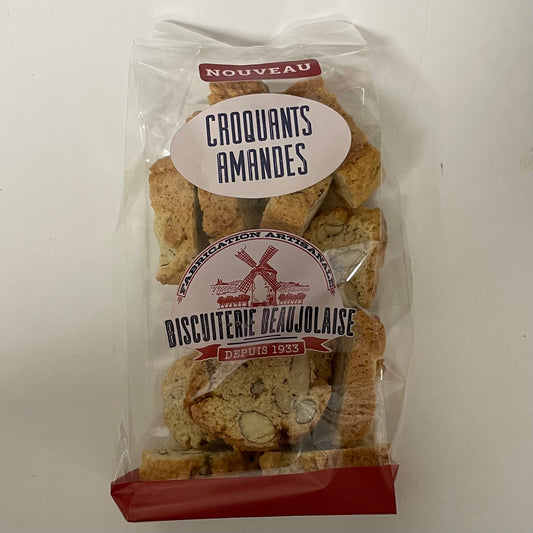 NOUVEAU
CROQUANTS
AMANDES
FABRICATION ARTISANALE
BISCUITERIE BEAUJOLAISE
DEPUIS 1933